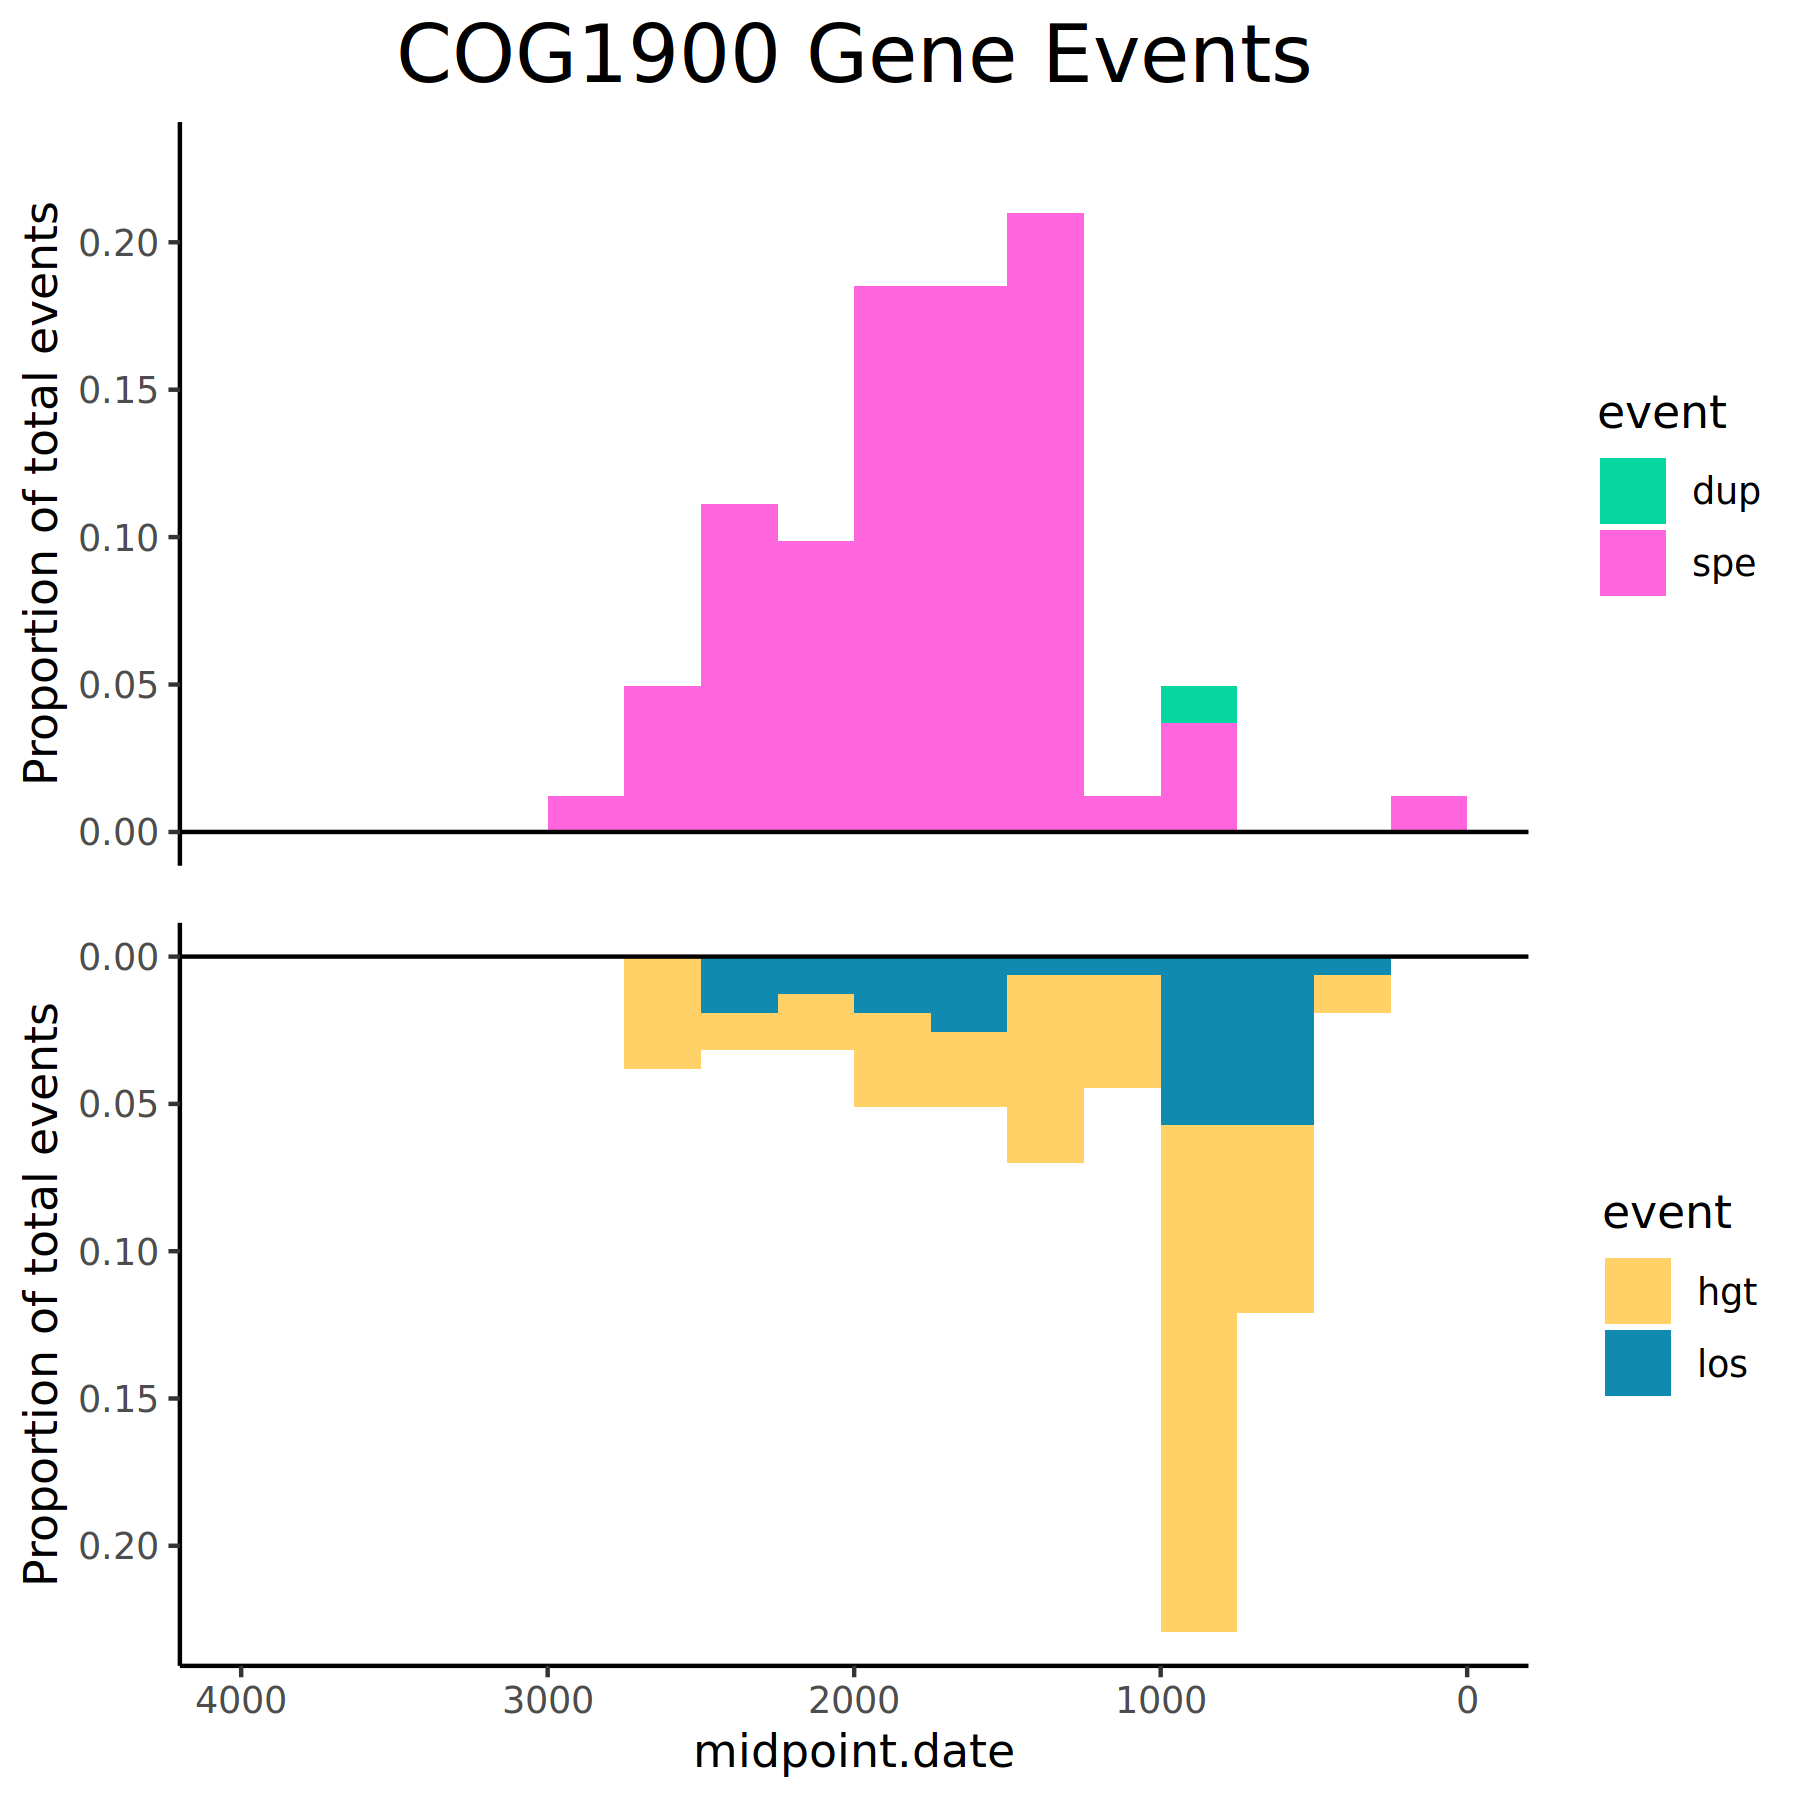 COG1900 Gene Events
Proportion of total events
0.20
0.15
0.10
0.05
0.00
event
dup
spe
Proportion of total events
0.00
0.05
0.10
0.15
0.20
event
hgt
los
4000 3000 2000 1000 0
midpoint.date